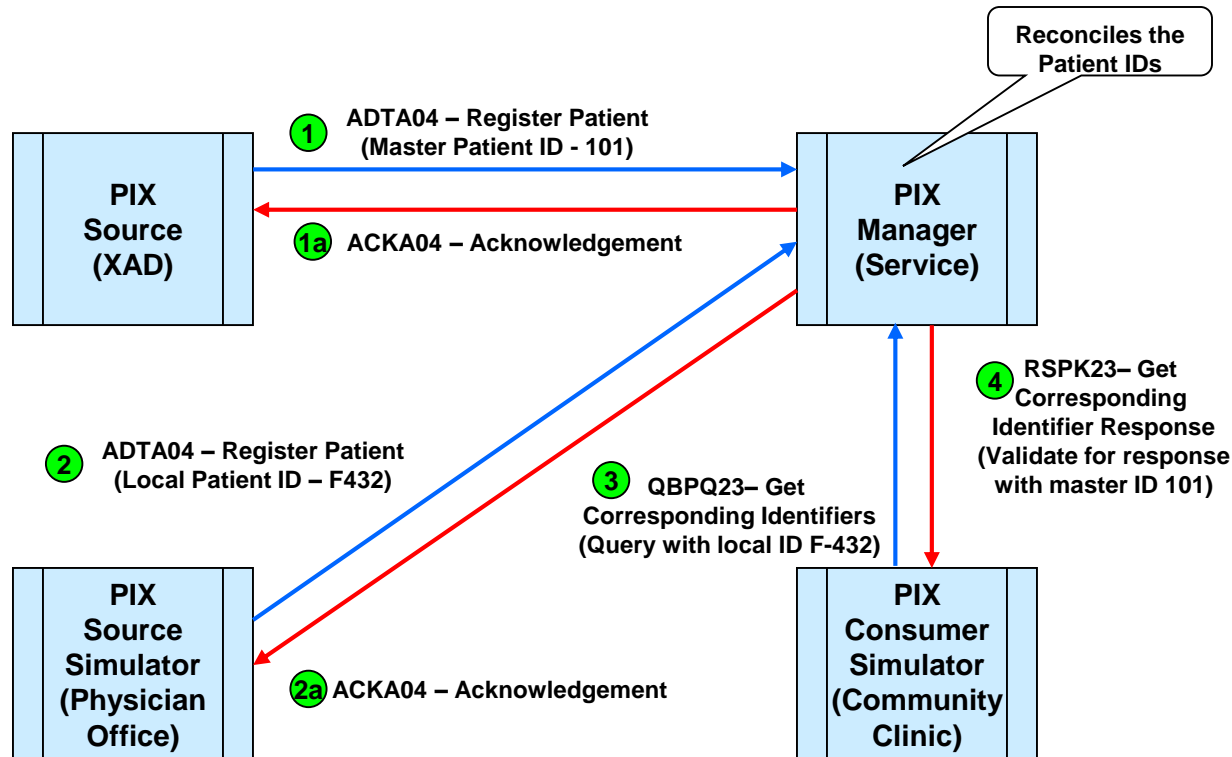 Reconciles the
Patient IDs
1
ADTA04 – Register Patient
(Master Patient ID - 101)
PIX
Source
(XAD)
PIX
Manager
(Service)
1a
ACKA04 – Acknowledgement
2
ADTA04 – Register Patient
(Local Patient ID – F432)
3
QBPQ23– Get
Corresponding Identifiers
(Query with local ID F-432)
4
RSPK23– Get
Corresponding
Identifier Response
(Validate for response
with master ID 101)
PIX
Source
Simulator
(Physician
Office)
2a
ACKA04 – Acknowledgement
PIX
Consumer
Simulator
(Community
Clinic)